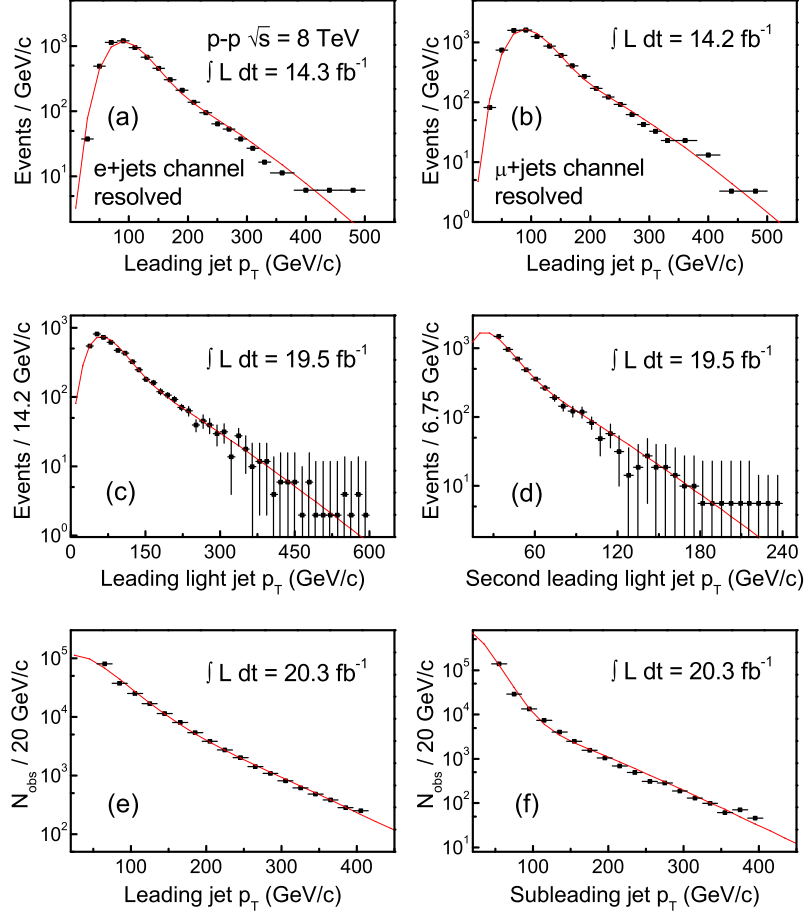 p-p √s = 8 TeV
∫ L dt = 14.3 fb⁻¹
(a)
e+jets channel
resolved
Events / GeV/c
10³
10²
10¹
100 200 300 400 500
Leading jet p_T (GeV/c)
∫ L dt = 14.2 fb⁻¹
(b)
μ+jets channel
resolved
Events / GeV/c
10³
10²
10¹
10⁰
100 200 300 400 500
Leading jet p_T (GeV/c)
∫ L dt = 19.5 fb⁻¹
(c)
Events / 14.2 GeV/c
10³
10²
10¹
10⁰
0 150 300 450 600
Leading light jet p_T (GeV/c)
∫ L dt = 19.5 fb⁻¹
(d)
Events / 6.75 GeV/c
10³
10²
10¹
60 120 180 240
Second leading light jet p_T (GeV/c)
∫ L dt = 20.3 fb⁻¹
(e)
N_obs / 20 GeV/c
10⁵
10⁴
10³
10²
100 200 300 400
Leading jet p_T (GeV/c)
∫ L dt = 20.3 fb⁻¹
(f)
N_obs / 20 GeV/c
10⁵
10⁴
10³
10²
10¹
100 200 300 400
Subleading jet p_T (GeV/c)